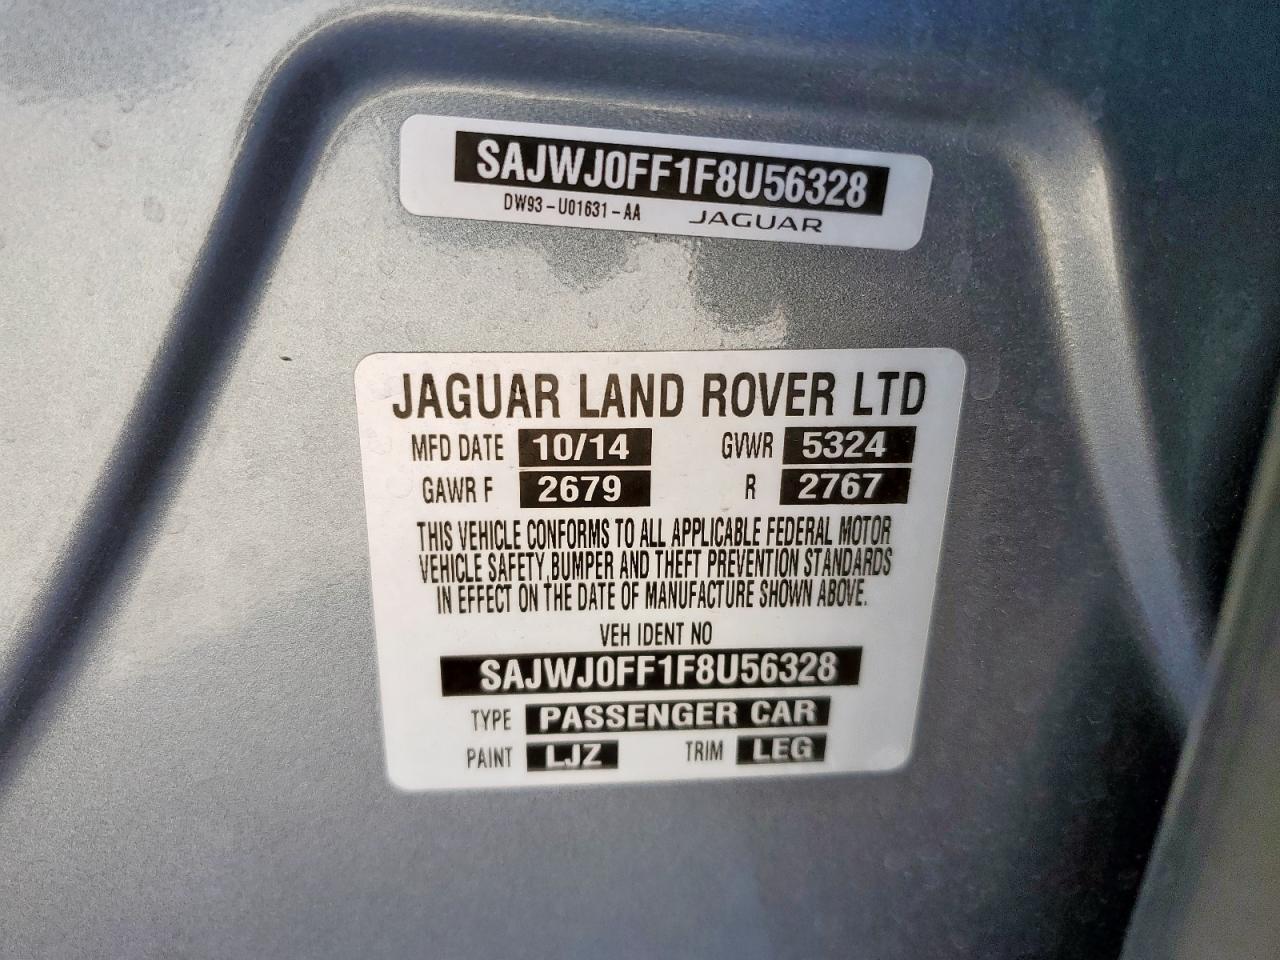 SAJWJ0FF1F8U56328
DW93-U01631-AA JAGUAR
JAGUAR LAND ROVER LTD
MFD DATE 10/14 GVWR 5324
GAWR F 2679 R 2767
THIS VEHICLE CONFORMS TO ALL APPLICABLE FEDERAL MOTOR
VEHICLE SAFETY,BUMPER AND THEFT PREVENTION STANDARDS
IN EFFECT ON THE DATE OF MANUFACTURE SHOWN ABOVE.
VEH IDENT NO
SAJWJ0FF1F8U56328
TYPE PASSENGER CAR
PAINT LJZ TRIM LEG